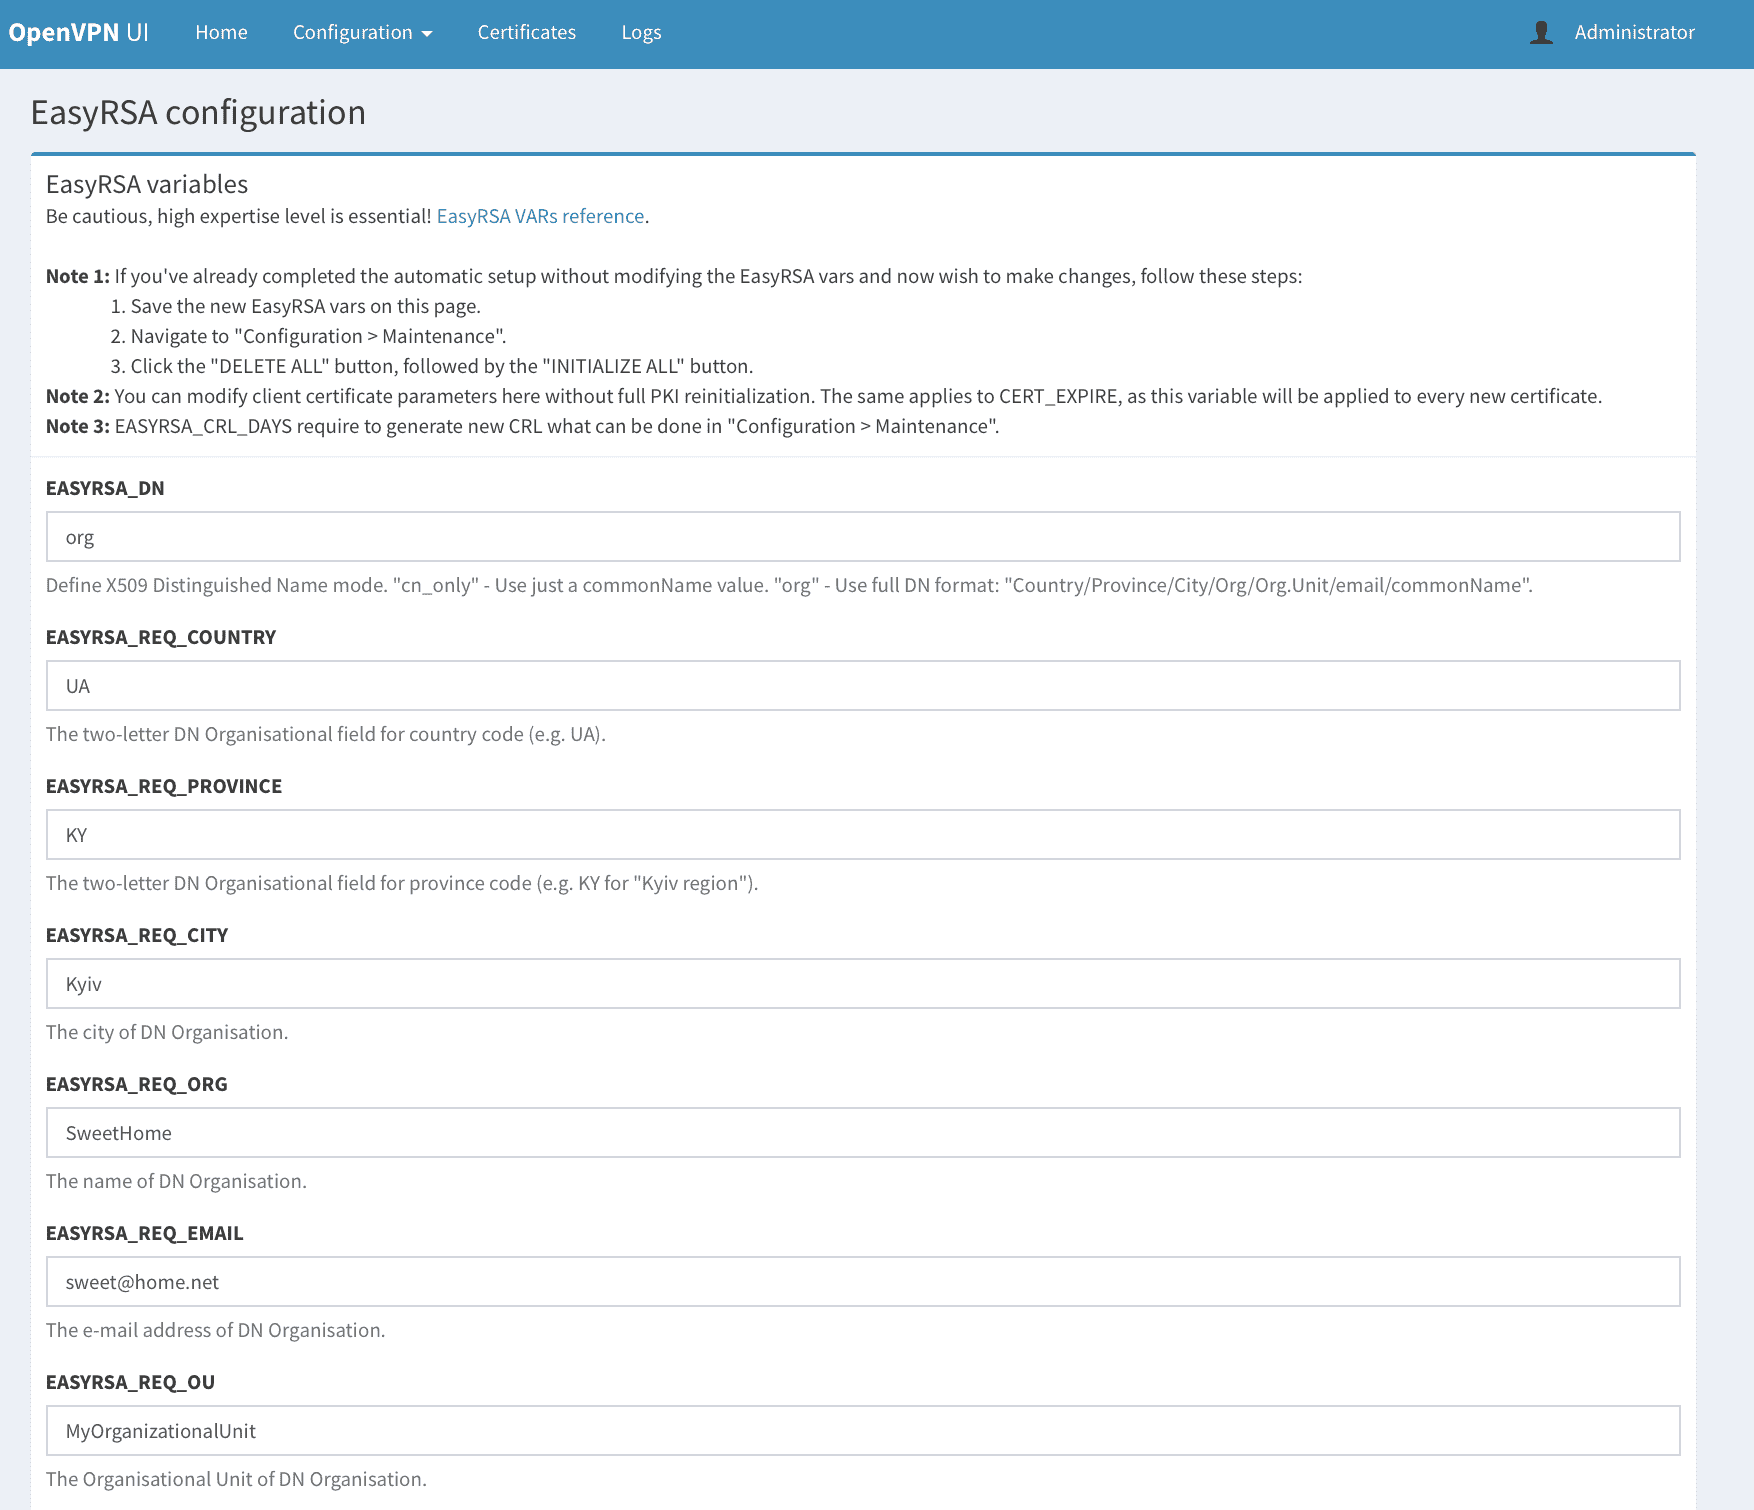 OpenVPN UI Home Configuration Certificates Logs Administrator
EasyRSA configuration
EasyRSA variables
Be cautious, high expertise level is essential! EasyRSA VARs reference.
Note 1: If you've already completed the automatic setup without modifying the EasyRSA vars and now wish to make changes, follow these steps:
1. Save the new EasyRSA vars on this page.
2. Navigate to "Configuration > Maintenance".
3. Click the "DELETE ALL" button, followed by the "INITIALIZE ALL" button.
Note 2: You can modify client certificate parameters here without full PKI reinitialization. The same applies to CERT_EXPIRE, as this variable will be applied to every new certificate.
Note 3: EASYRSA_CRL_DAYS require to generate new CRL what can be done in "Configuration > Maintenance".
EASYRSA_DN
org
Define X509 Distinguished Name mode. "cn_only" - Use just a commonName value. "org" - Use full DN format: "Country/Province/City/Org/Org.Unit/email/commonName".
EASYRSA_REQ_COUNTRY
UA
The two-letter DN Organisational field for country code (e.g. UA).
EASYRSA_REQ_PROVINCE
KY
The two-letter DN Organisational field for province code (e.g. KY for "Kyiv region").
EASYRSA_REQ_CITY
Kyiv
The city of DN Organisation.
EASYRSA_REQ_ORG
SweetHome
The name of DN Organisation.
EASYRSA_REQ_EMAIL
sweet@home.net
The e-mail address of DN Organisation.
EASYRSA_REQ_OU
MyOrganizationalUnit
The Organisational Unit of DN Organisation.